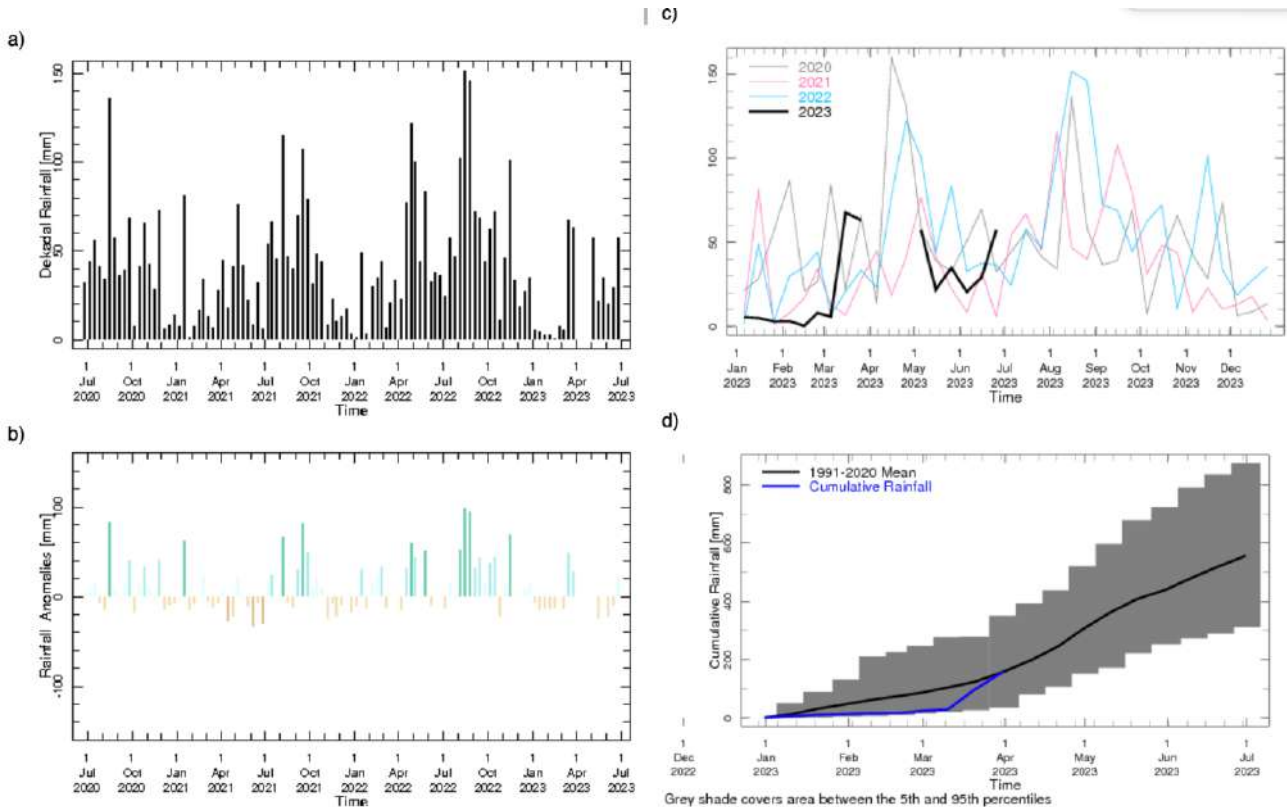 a)
Dekadal Rainfall [mm]
150
100
50
0
1 1 1 1 1 1 1 1 1 1 1 1 1
Jul Oct Jan Apr Jul Oct Jan Apr Jul Oct Jan Apr Jul
2020 2020 2021 2021 2021 2021 2022 2022 2022 2022 2023 2023 2023
Time
b)
Rainfall Anomalies [mm]
100
0
-100
1 1 1 1 1 1 1 1 1 1 1 1 1
Jul Oct Jan Apr Jul Oct Jan Apr Jul Oct Jan Apr Jul
2020 2020 2021 2021 2021 2021 2022 2022 2022 2022 2023 2023 2023
Time
c)
2020
2021
2022
2023
Dekadal Rainfall [mm]
150
100
50
0
1 1 1 1 1 1 1 1 1 1 1 1
Jan Feb Mar Apr May Jun Jul Aug Sep Oct Nov Dec
2023 2023 2023 2023 2023 2023 2023 2023 2023 2023 2023 2023
Time
d)
1991-2020 Mean
Cumulative Rainfall
Cumulative Rainfall [mm]
800
600
400
200
0
1 1 1 1 1 1 1 1
Dec Jan Feb Mar Apr May Jun Jul
2022 2023 2023 2023 2023 2023 2023 2023
Time
Grey shade covers area between the 5th and 95th percentiles